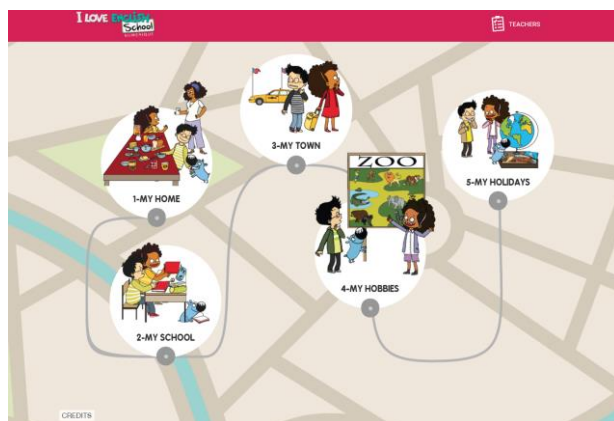 I LOVE ENGLISH
School
TEACHERS
3-MY TOWN
1-MY HOME
ZOO
5-MY HOLIDAYS
4-MY HOBBIES
2-MY SCHOOL
CREDITS